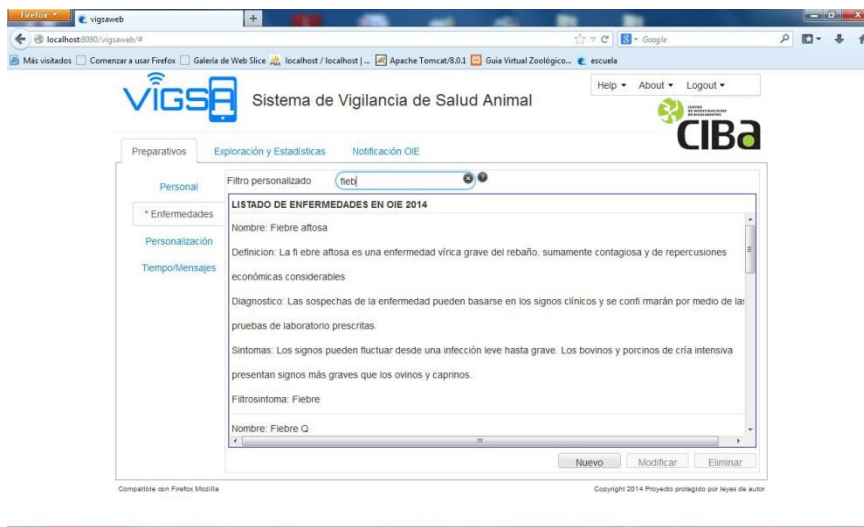 Firefox
vigsaweb
+
localhost:8080/vigsaweb/#
Google
Más visitados Comenzar a usar Firefox Galería de Web Slice localhost / localhost | ... Apache Tomcat/8.0.1 Guia Virtual Zoológico... escuela
VIGSA
Sistema de Vigilancia de Salud Animal
Help About Logout
CENTRO
DE INVESTIGACIONES
DE BIOALIMENTOS
CIBa
Preparativos Exploración y Estadísticas Notificación OIE
Personal
* Enfermedades
Personalización
Tiempo/Mensajes
Filtro personalizado fieb
LISTADO DE ENFERMEDADES EN OIE 2014
Nombre: Fiebre aftosa
Definicion: La fi ebre aftosa es una enfermedad vírica grave del rebaño, sumamente contagiosa y de repercusiones
económicas considerables
Diagnostico: Las sospechas de la enfermedad pueden basarse en los signos clínicos y se confi rmarán por medio de las
pruebas de laboratorio prescritas.
Sintomas: Los signos pueden fluctuar desde una infección leve hasta grave. Los bovinos y porcinos de cría intensiva
presentan signos más graves que los ovinos y caprinos.
Filtrosintoma: Fiebre
Nombre: Fiebre Q
Nuevo Modificar Eliminar
Compatible con Firefox Mozilla
Copyright 2014 Proyecto protegido por leyes de autor